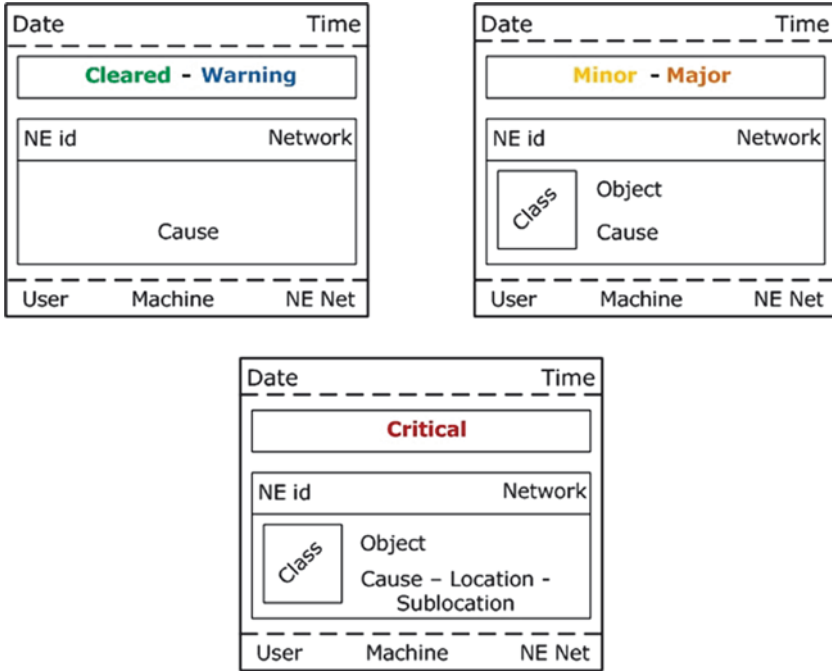 Date Time
Cleared - Warning
NE id Network
Cause
User Machine NE Net
Date Time
Minor - Major
NE id Network
Class
Object
Cause
User Machine NE Net
Date Time
Critical
NE id Network
Class
Object
Cause – Location -
Sublocation
User Machine NE Net